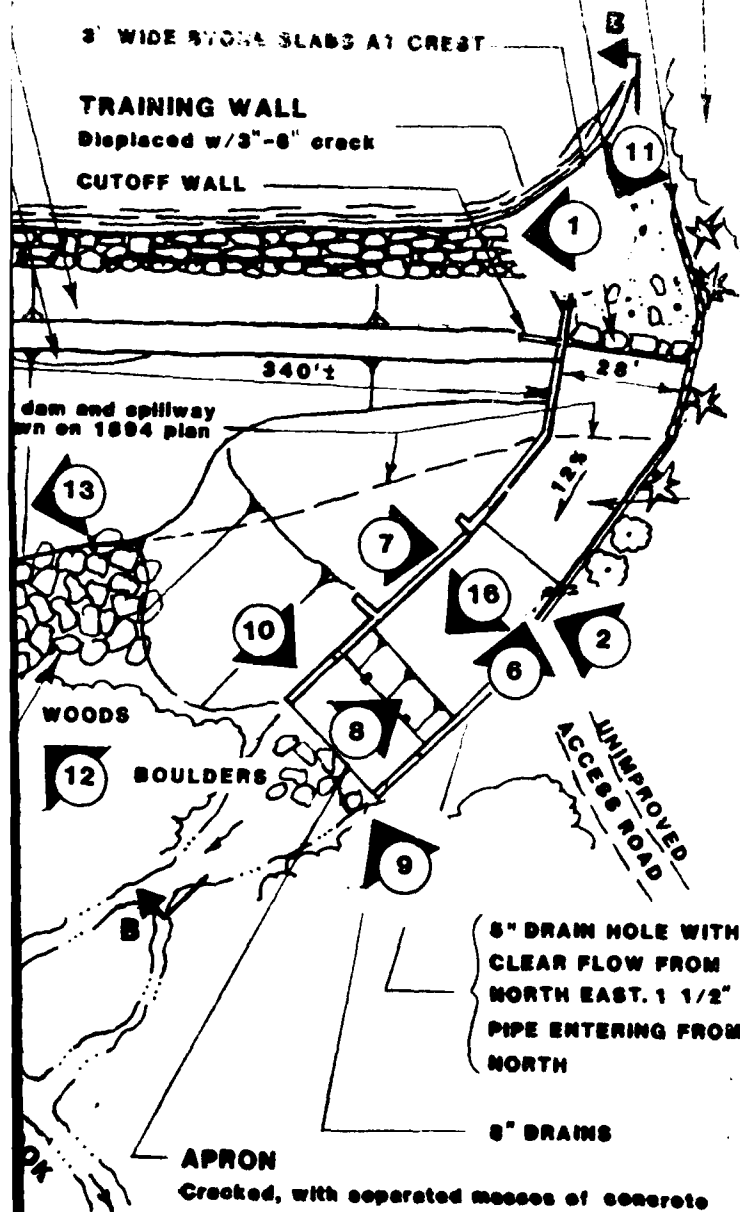 B
3' WIDE STONE SLABS AT CREST
TRAINING WALL
Displaced w/3"-6" crack
CUTOFF WALL
11
1
340'±
28'
dam and spillway
wn on 1894 plan
12%
13
7
16
10
2
6
8
WOODS
12
BOULDERS
UNIMPROVED
ACCESS ROAD
9
B
DRAIN HOLE WITH
CLEAR FLOW FROM
NORTH EAST. 1 1/2"
PIPE ENTERING FROM
NORTH
8" DRAINS
APRON
Cracked, with separated masses of concrete
OK